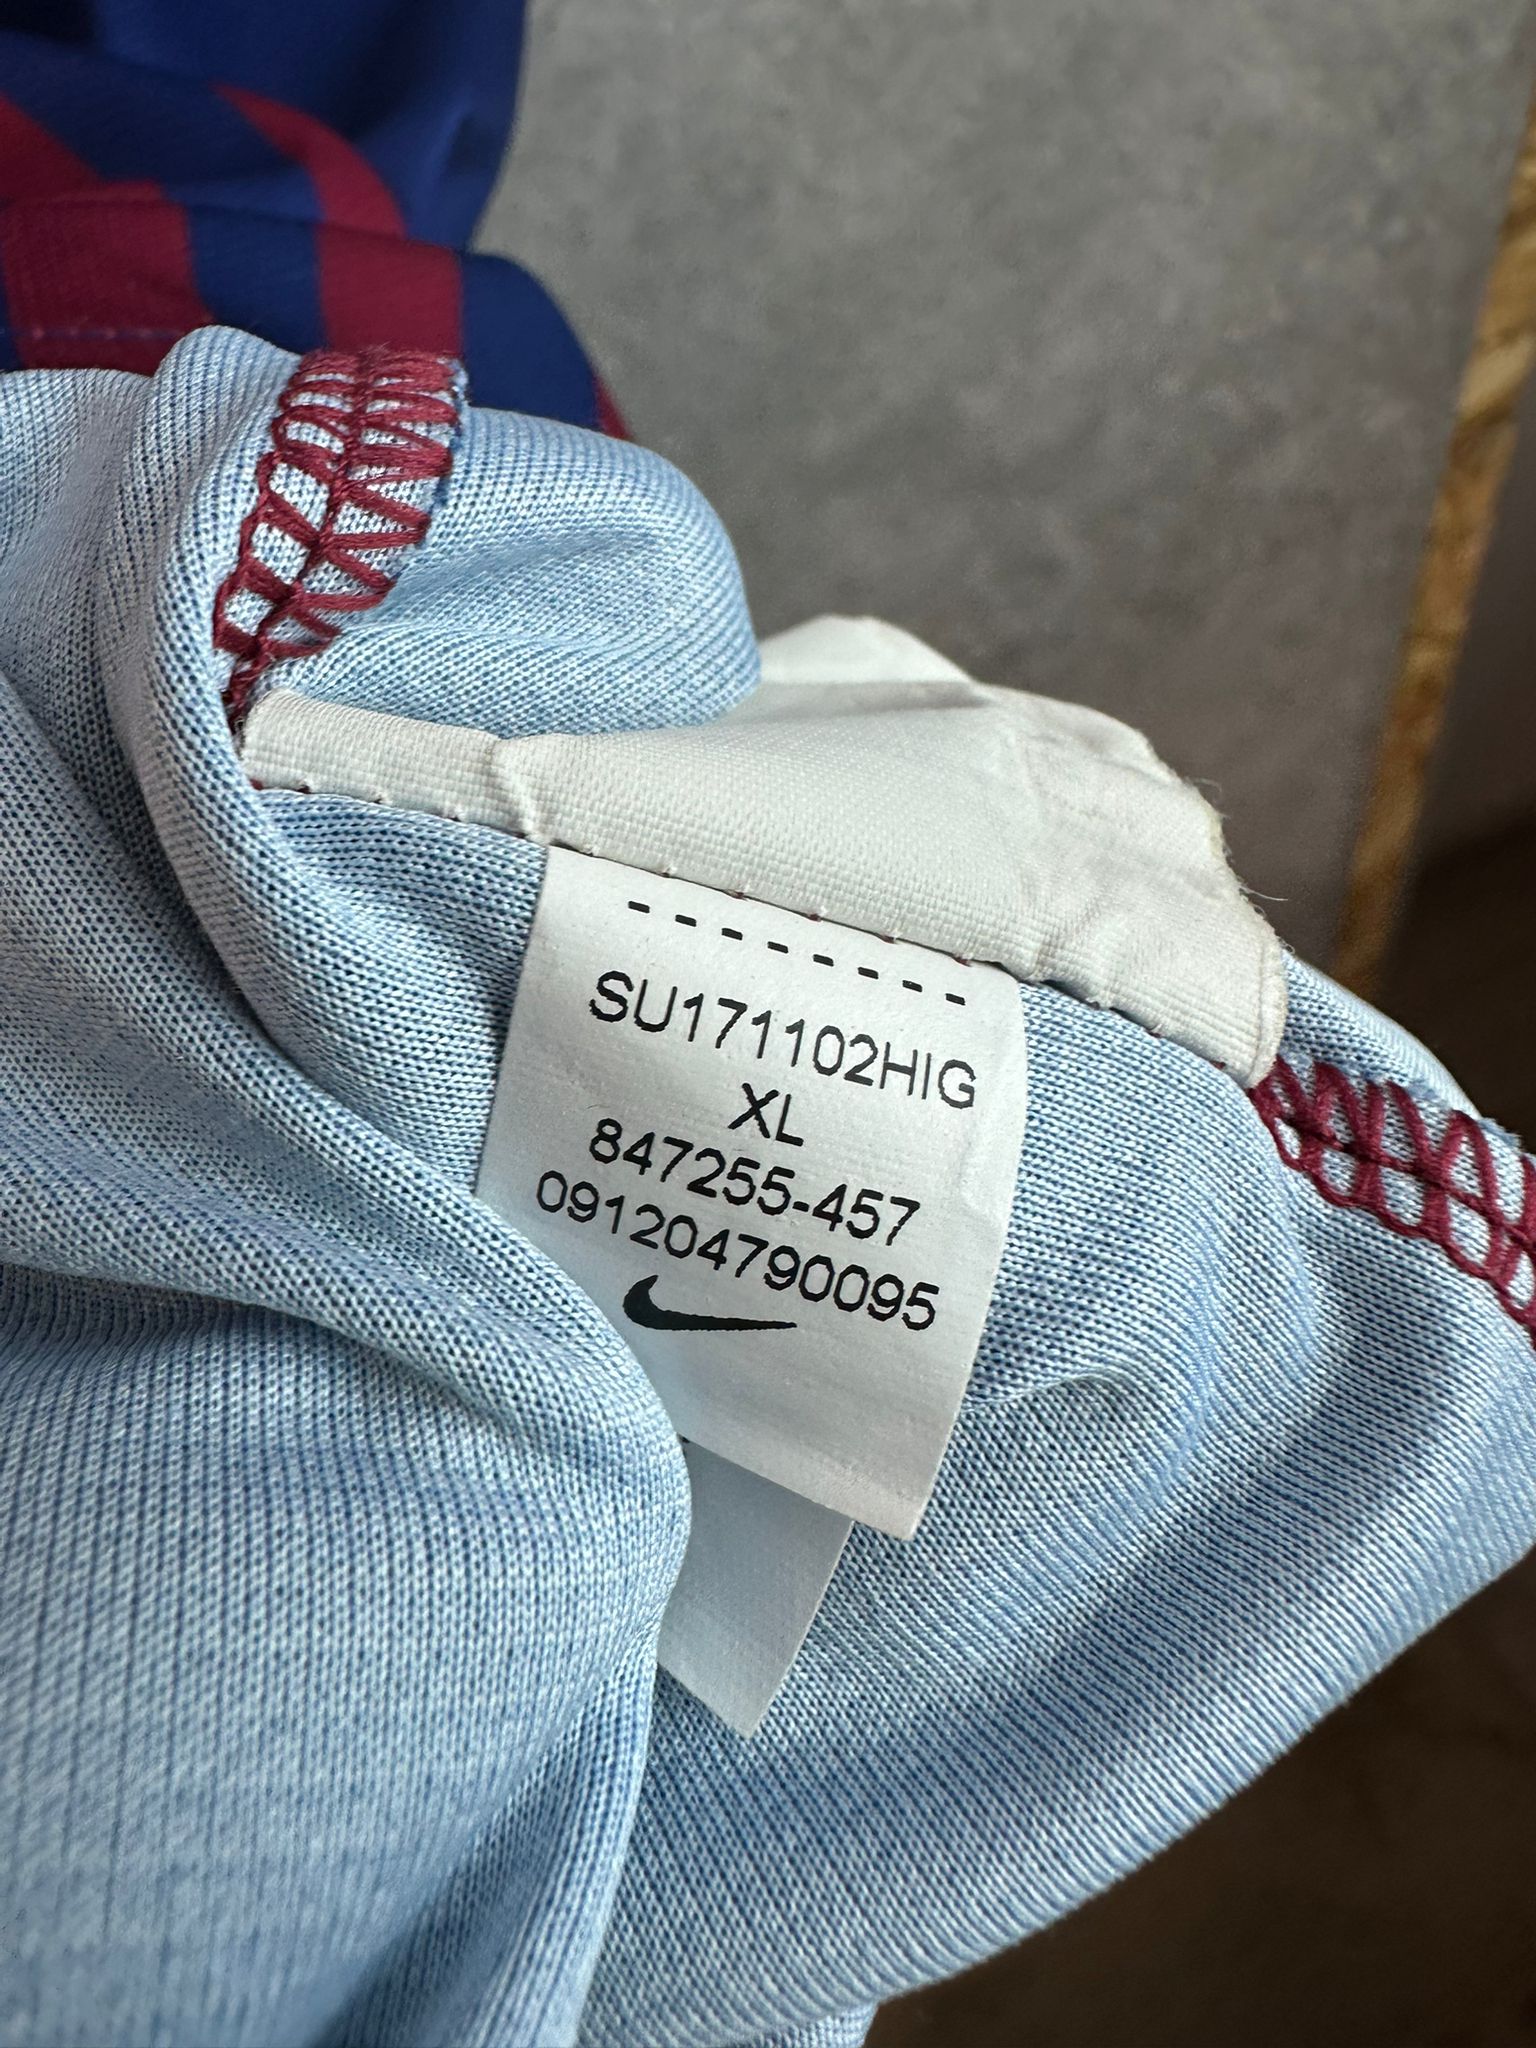 - - - - - - - -
SU171102HIG
XL
847255-457
091204790095